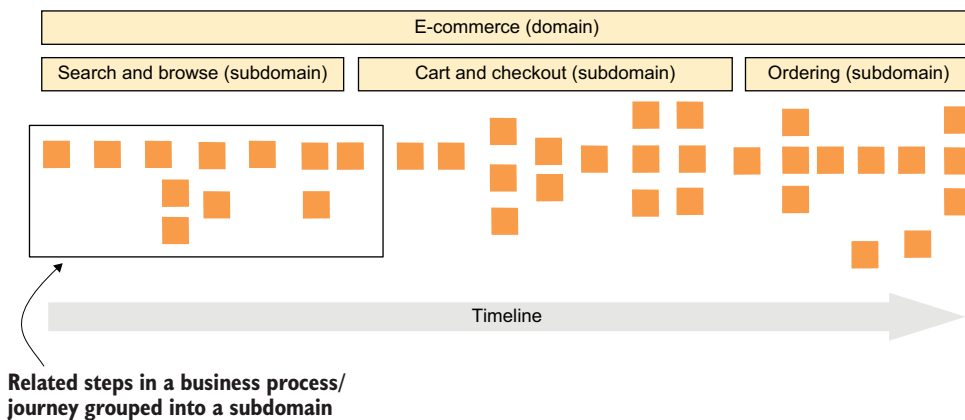 E-commerce (domain)
Search and browse (subdomain)
Cart and checkout (subdomain)
Ordering (subdomain)
Timeline
Related steps in a business process/
journey grouped into a subdomain